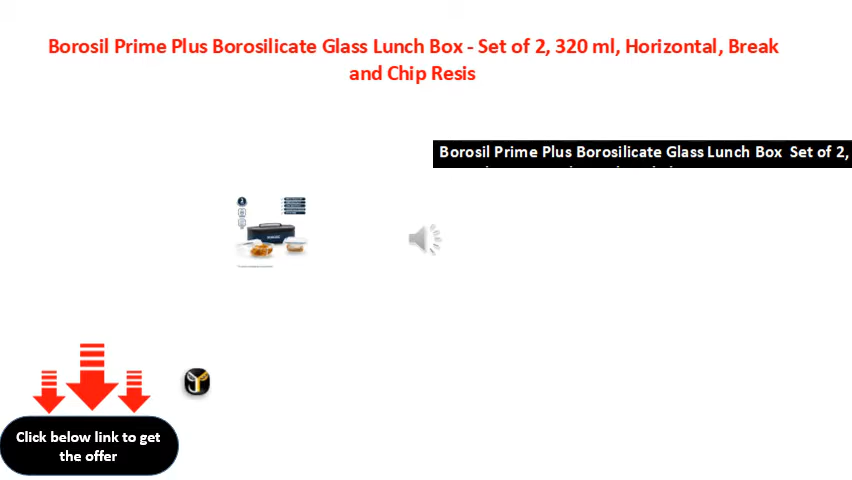 Borosil Prime Plus Borosilicate Glass Lunch Box - Set of 2, 320 ml, Horizontal, Break
and Chip Resis
Borosil Prime Plus Borosilicate Glass Lunch Box  Set of 2,
Click below link to get
the offer